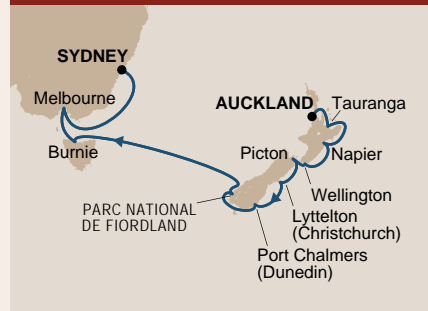 SYDNEY
Melbourne
Burnie
AUCKLAND
Tauranga
Picton
Napier
Wellington
Lyttelton
(Christchurch)
Port Chalmers
(Dunedin)
PARC NATIONAL
DE FIORDLAND